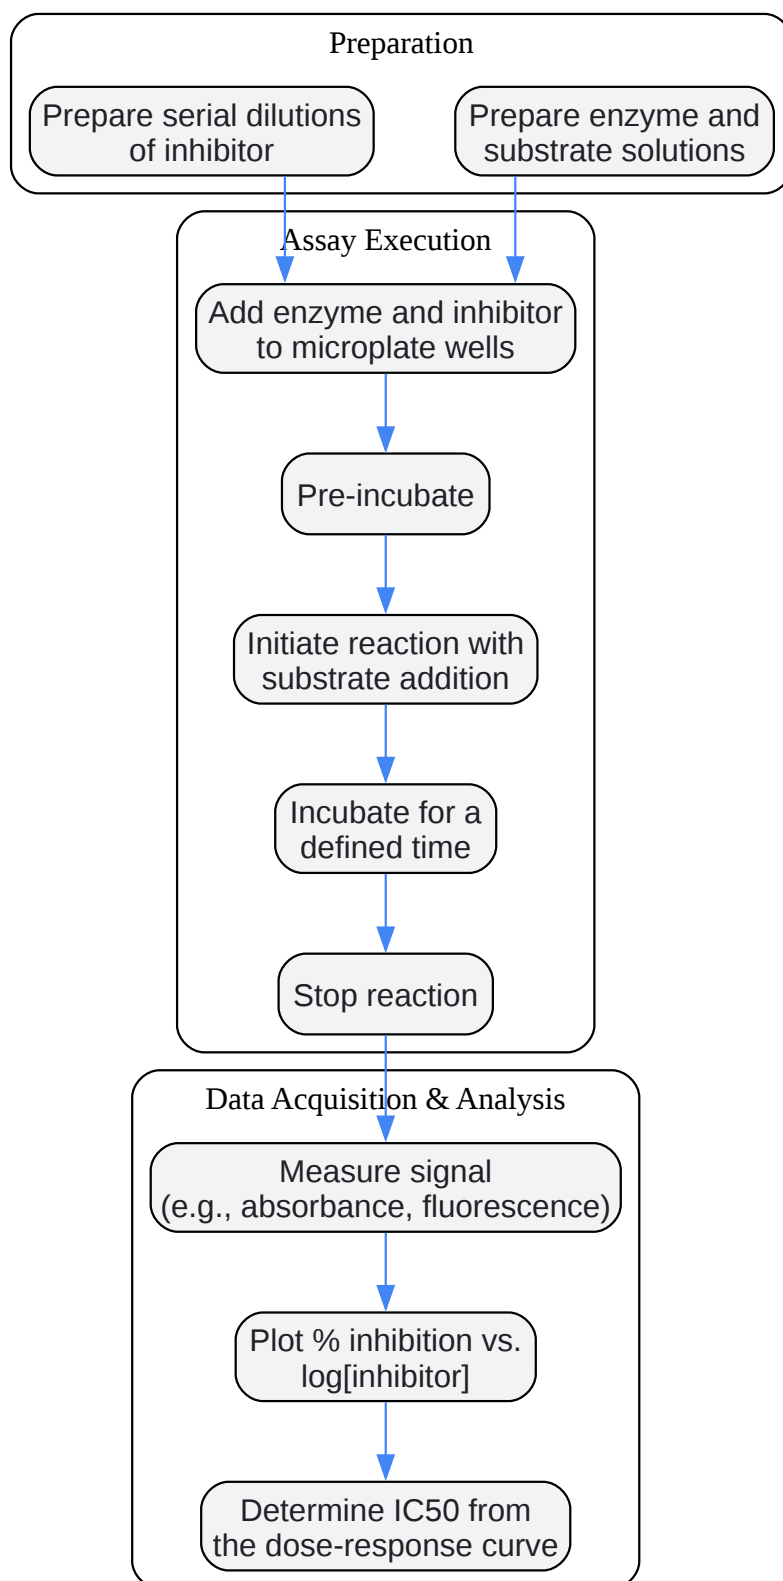 Preparation
Prepare serial dilutions
of inhibitor
Prepare enzyme and
substrate solutions
Assay Execution
Add enzyme and inhibitor
to microplate wells
Pre-incubate
Initiate reaction with
substrate addition
Incubate for a
defined time
Stop reaction
Data Acquisition & Analysis
Measure signal
(e.g., absorbance, fluorescence)
Plot % inhibition vs.
log[inhibitor]
Determine IC50 from
the dose-response curve